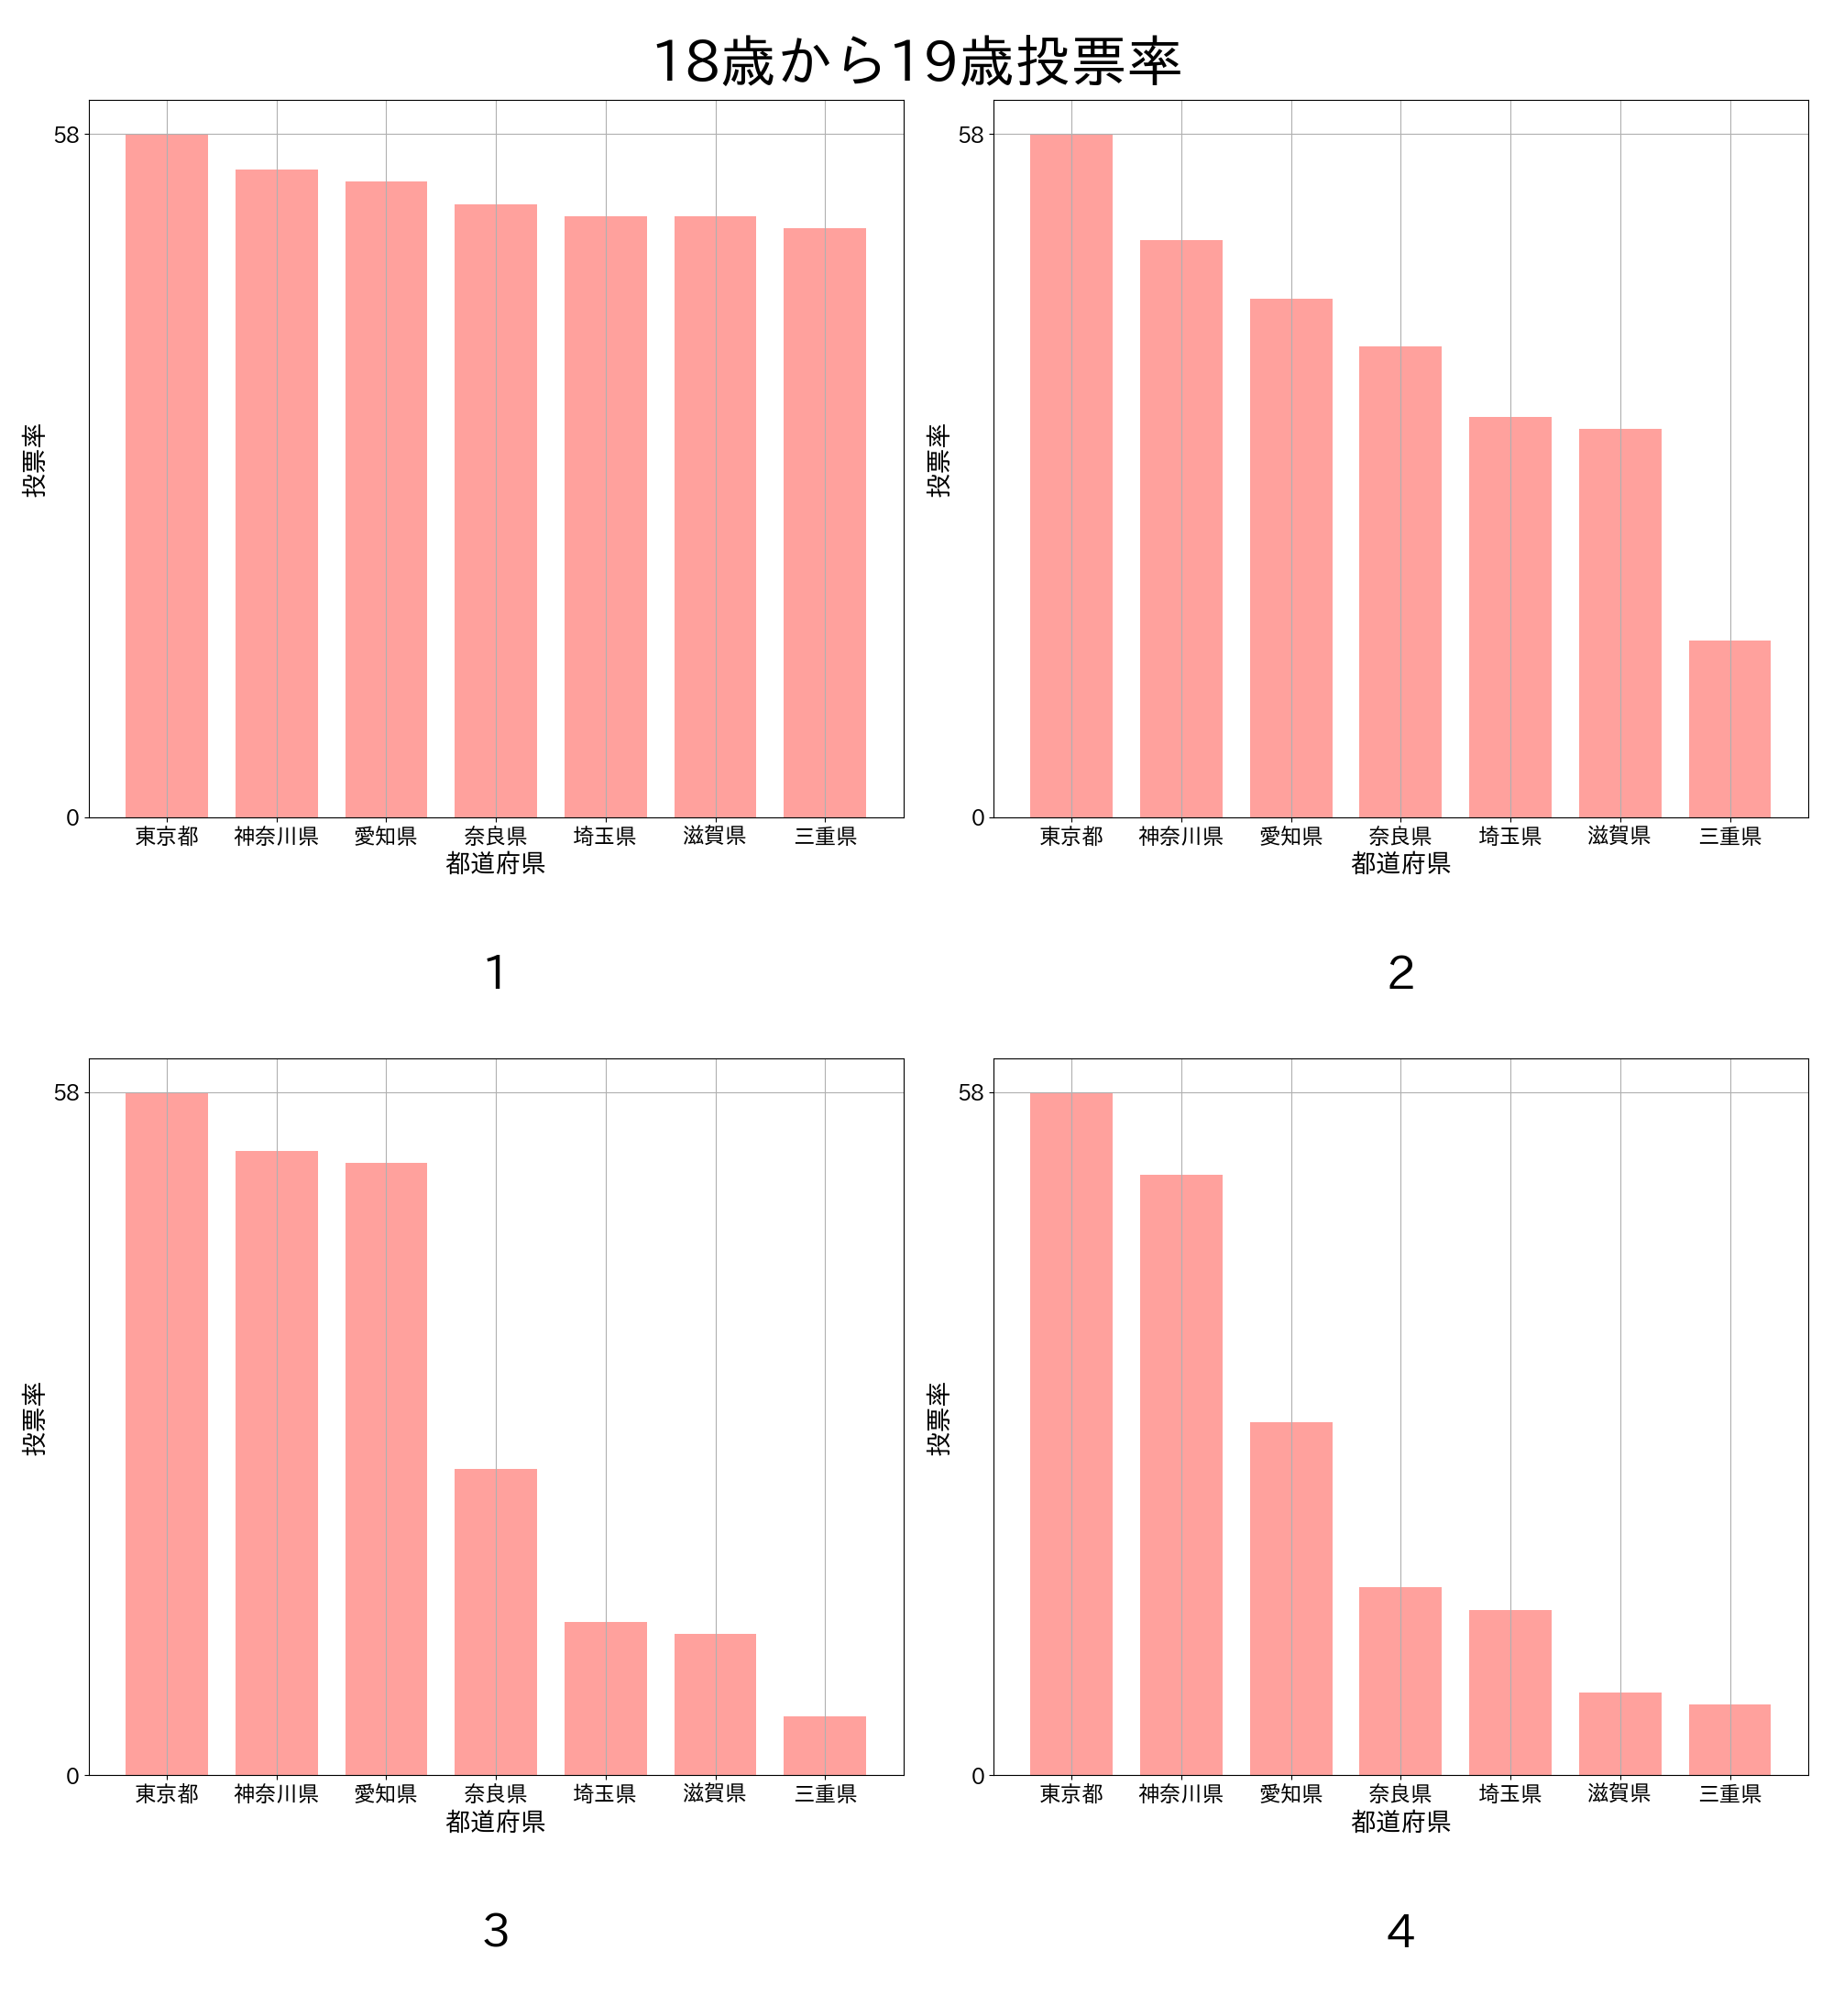 18歳から19歳投票率
58
0
投票率
東京都 神奈川県 愛知県 奈良県 埼玉県 滋賀県 三重県
都道府県
1
58
0
投票率
東京都 神奈川県 愛知県 奈良県 埼玉県 滋賀県 三重県
都道府県
2
58
0
投票率
東京都 神奈川県 愛知県 奈良県 埼玉県 滋賀県 三重県
都道府県
3
58
0
投票率
東京都 神奈川県 愛知県 奈良県 埼玉県 滋賀県 三重県
都道府県
4